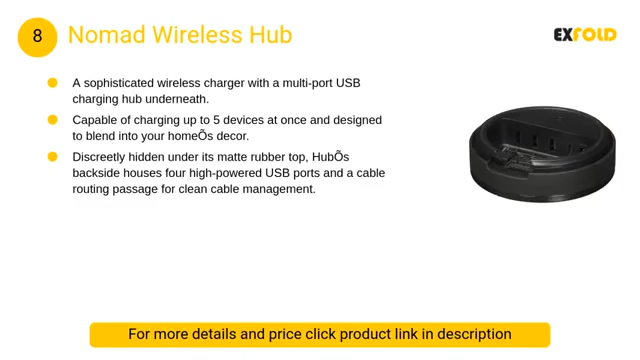 8
Nomad Wireless Hub
EXFOLD
A sophisticated wireless charger with a multi-port USB
charging hub underneath.
Capable of charging up to 5 devices at once and designed
to blend into your homeÕs decor.
Discreetly hidden under its matte rubber top, HubÕs
backside houses four high-powered USB ports and a cable
routing passage for clean cable management.
For more details and price click product link in description